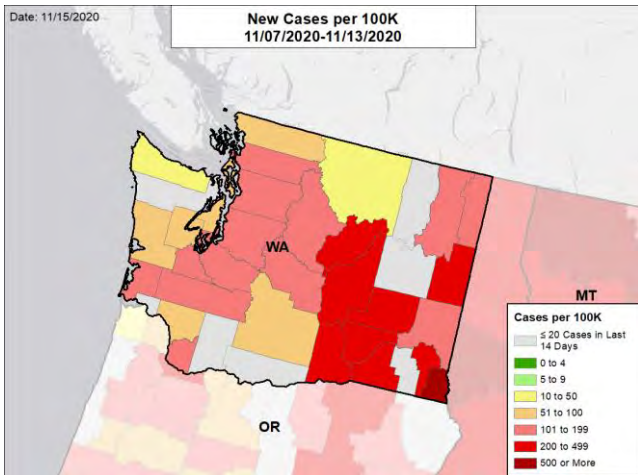 Date: 11/15/2020
New Cases per 100K
11/07/2020-11/13/2020
WA
MT
OR
Cases per 100K
≤ 20 Cases in Last
14 Days
0 to 4
5 to 9
10 to 50
51 to 100
101 to 199
200 to 499
500 or More